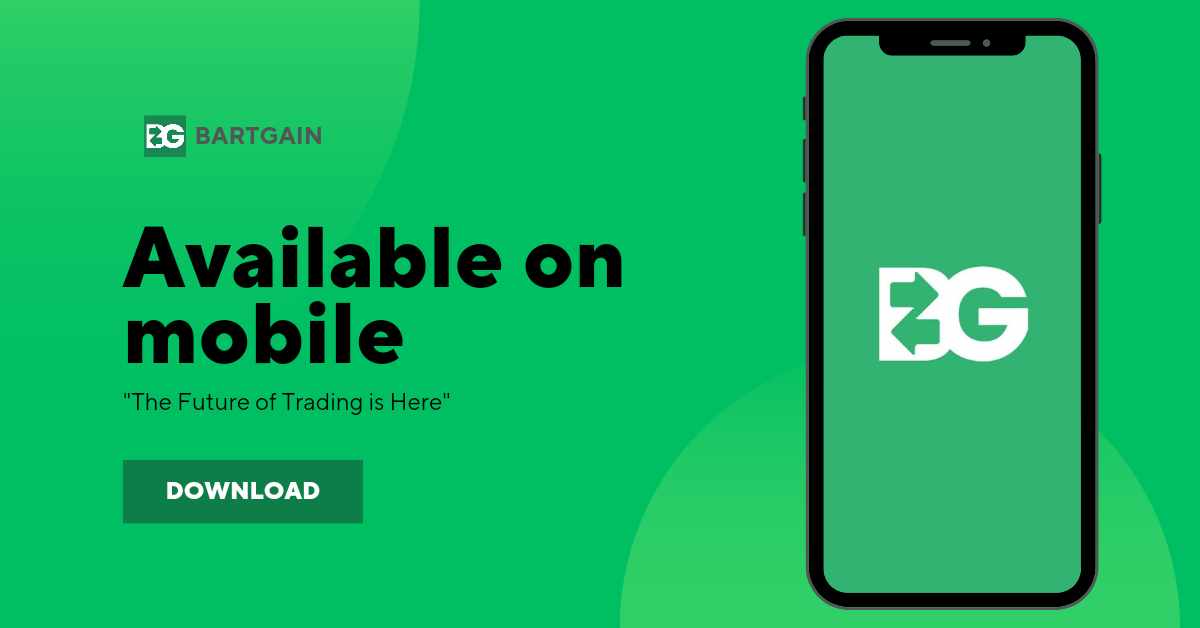 BG BARTGAIN
Available on
mobile
"The Future of Trading is Here"
DOWNLOAD
BG